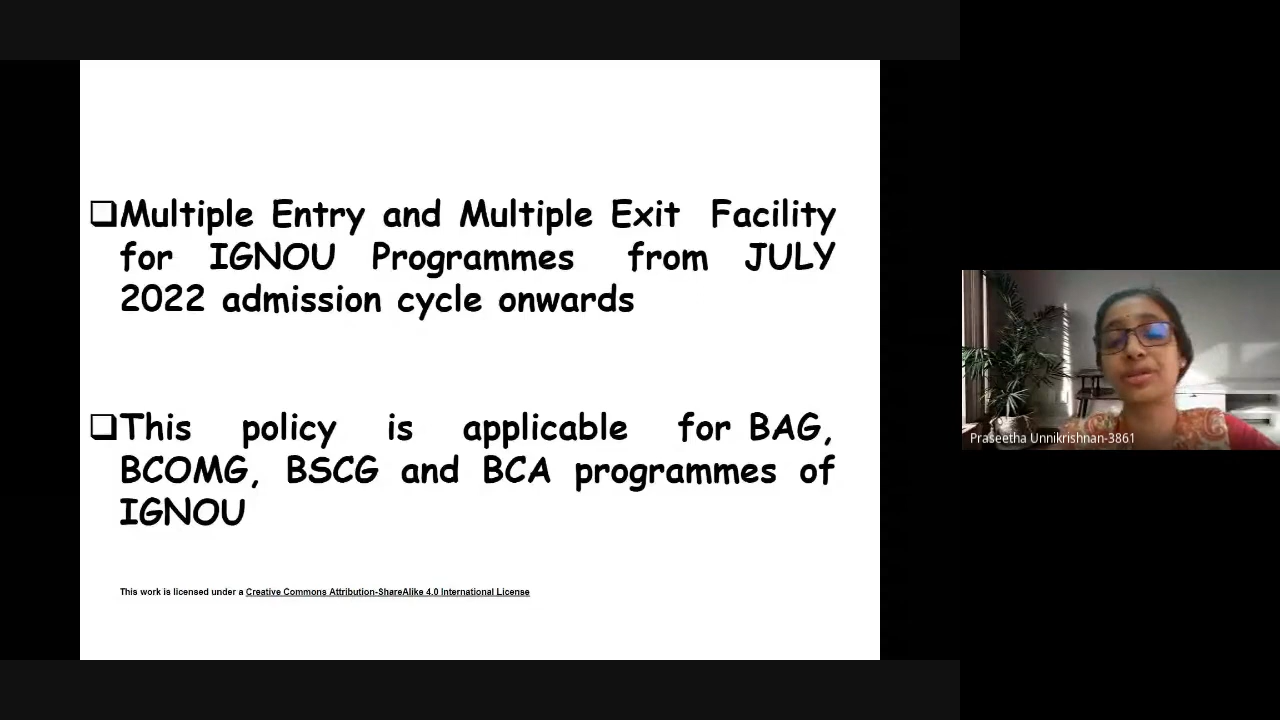 ❑Multiple Entry and Multiple Exit Facility
for IGNOU Programmes from JULY
2022 admission cycle onwards
❑This policy is applicable for BAG,
BCOMG, BSCG and BCA programmes of
IGNOU
This work is licensed under a Creative Commons Attribution-ShareAlike 4.0 International License
Praseetha Unnikrishnan-3861